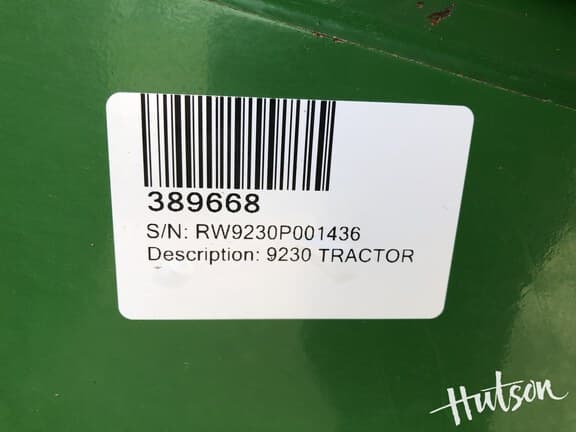 389668
S/N: RW9230P001436
Description: 9230 TRACTOR
Hutson